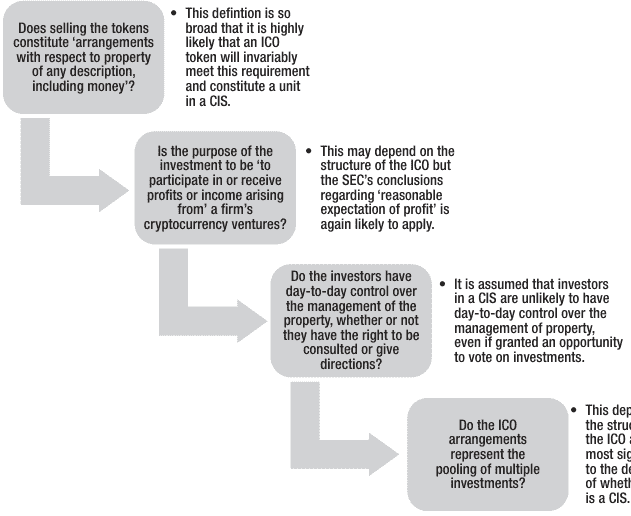 Does selling the tokens
constitute ‘arrangements
with respect to property
of any description,
including money’?
• This defintion is so
broad that it is highly
likely that an ICO
token will invariably
meet this requirement
and constitute a unit
in a CIS.
Is the purpose of the
investment to be ‘to
participate in or receive
profits or income arising
from’ a firm’s
cryptocurrency ventures?
• This may depend on the
structure of the ICO but
the SEC’s conclusions
regarding ‘reasonable
expectation of profit’ is
again likely to apply.
Do the investors have
day-to-day control over
the management of the
property, whether or not
they have the right to be
consulted or give
directions?
• It is assumed that investors
in a CIS are unlikely to have
day-to-day control over the
management of property,
even if granted an opportunity
to vote on investments.
Do the ICO
arrangements
represent the
pooling of multiple
investments?
• This
the
the ICO
most
to the
of
is a CIS.